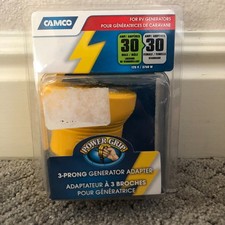 CAMCO
FOR RV GENERATORS
POUR GÉNÉRATRICES DE CARAVANE
30 30
POWER GRIP
3-PRONG GENERATOR ADAPTER
ADAPTATEUR À 3 BROCHES
POUR GÉNÉRATRICE